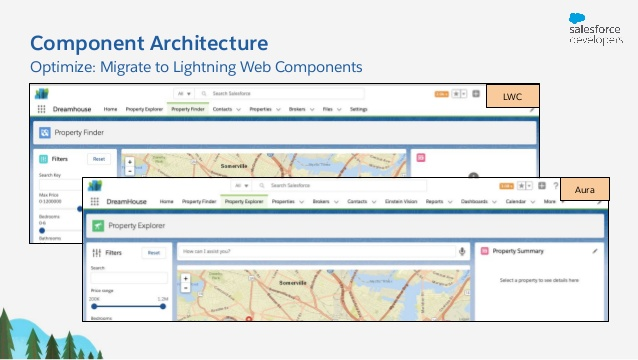 Component Architecture
salesforce
developers
Optimize: Migrate to Lightning Web Components
LWC
All
Search Salesforce
Dreamhouse Home Property Explorer Property Finder Contacts Properties Brokers Files Settings
Property Finder
Filters Reset
Somerville
Search Key
Max Price
0 1200000
Bedrooms
0 6
Bathrooms
Aura
All
Search Salesforce
DreamHouse Home Property Finder Property Explorer Properties Brokers Contacts Einstein Vision Reports Dashboards Calendar More
Property Explorer
Filters Reset
How can I assist you?
Property Summary
Search
Somerville
Select a property to see details here
Price range
200K 1.2M
Bedrooms